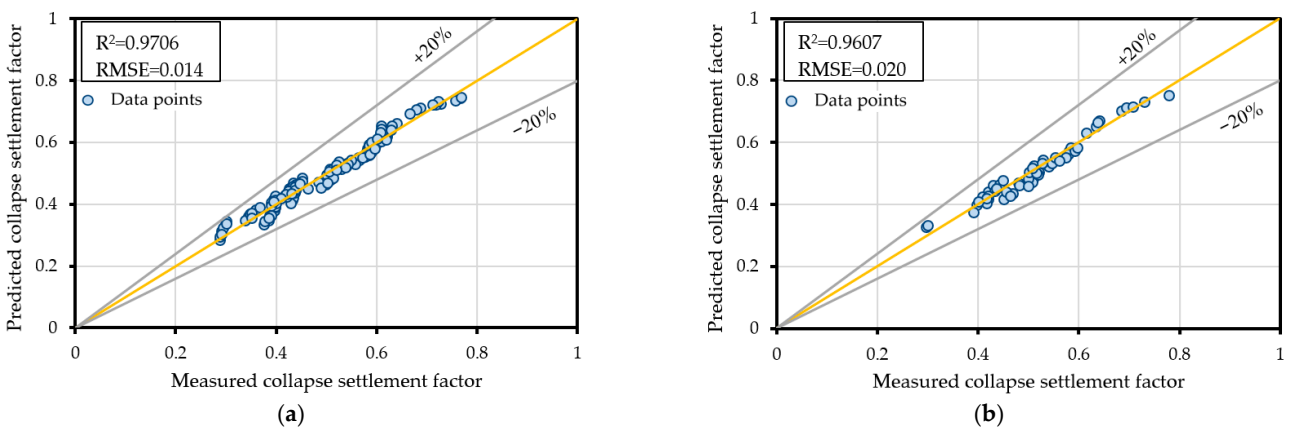 1
R²=0.9706
RMSE=0.014
Data points
+20%
−20%
0.8
0.6
0.4
0.2
0
Predicted collapse settlement factor
0 0.2 0.4 0.6 0.8 1
Measured collapse settlement factor
(a)
1
R²=0.9607
RMSE=0.020
Data points
+20%
−20%
0.8
0.6
0.4
0.2
0
Predicted collapse settlement factor
0 0.2 0.4 0.6 0.8 1
Measured collapse settlement factor
(b)